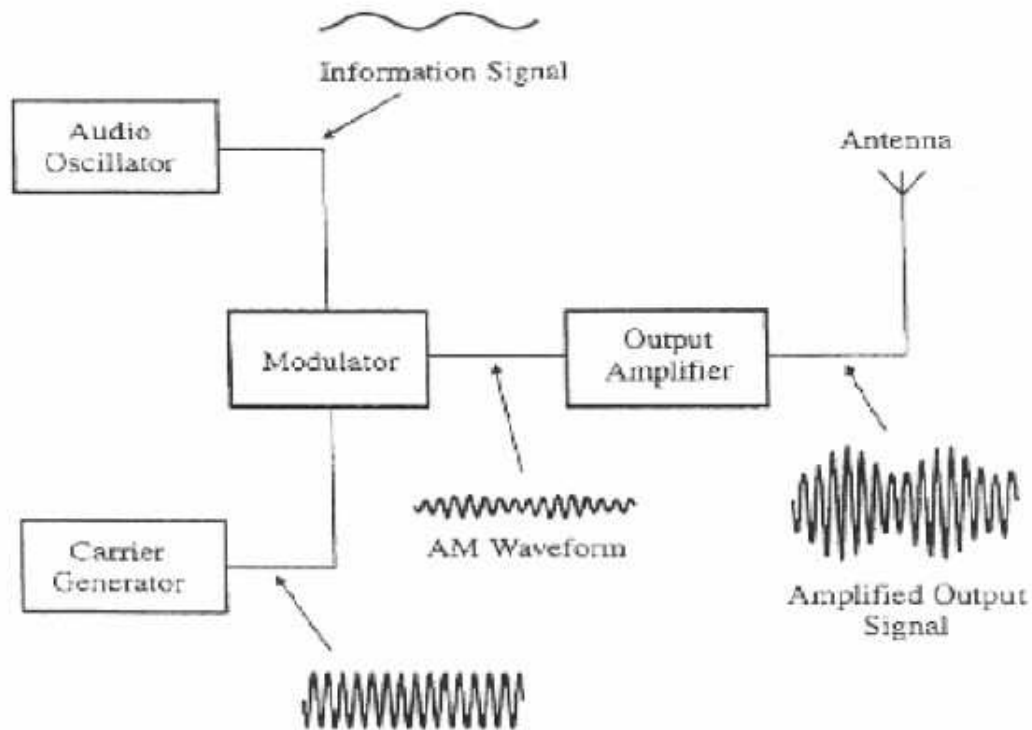 Information Signal
Audio
Oscillator
Antenna
Modulator
Output
Amplifier
AM Waveform
Carrier
Generator
Amplified Output
Signal